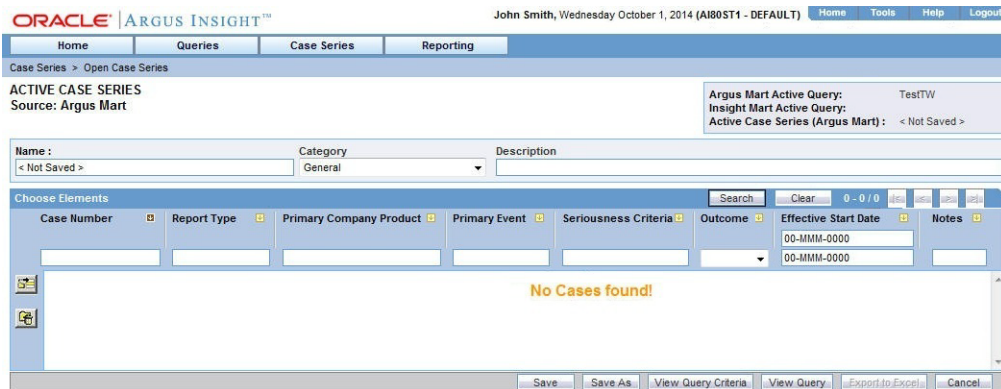 ORACLE® ARGUS INSIGHT™
John Smith, Wednesday October 1, 2014 (AI80ST1 - DEFAULT) Home Tools Help Logout
Home Queries Case Series Reporting
Case Series > Open Case Series
ACTIVE CASE SERIES
Source: Argus Mart
Argus Mart Active Query: TestTW
Insight Mart Active Query:
Active Case Series (Argus Mart) : < Not Saved >
Name : Category Description
< Not Saved > General
Choose Elements Search Clear 0 - 0 / 0
Case Number Report Type Primary Company Product Primary Event Seriousness Criteria Outcome Effective Start Date Notes
00-MMM-0000
00-MMM-0000
No Cases found!
Save Save As View Query Criteria View Query Export to Excel Cancel